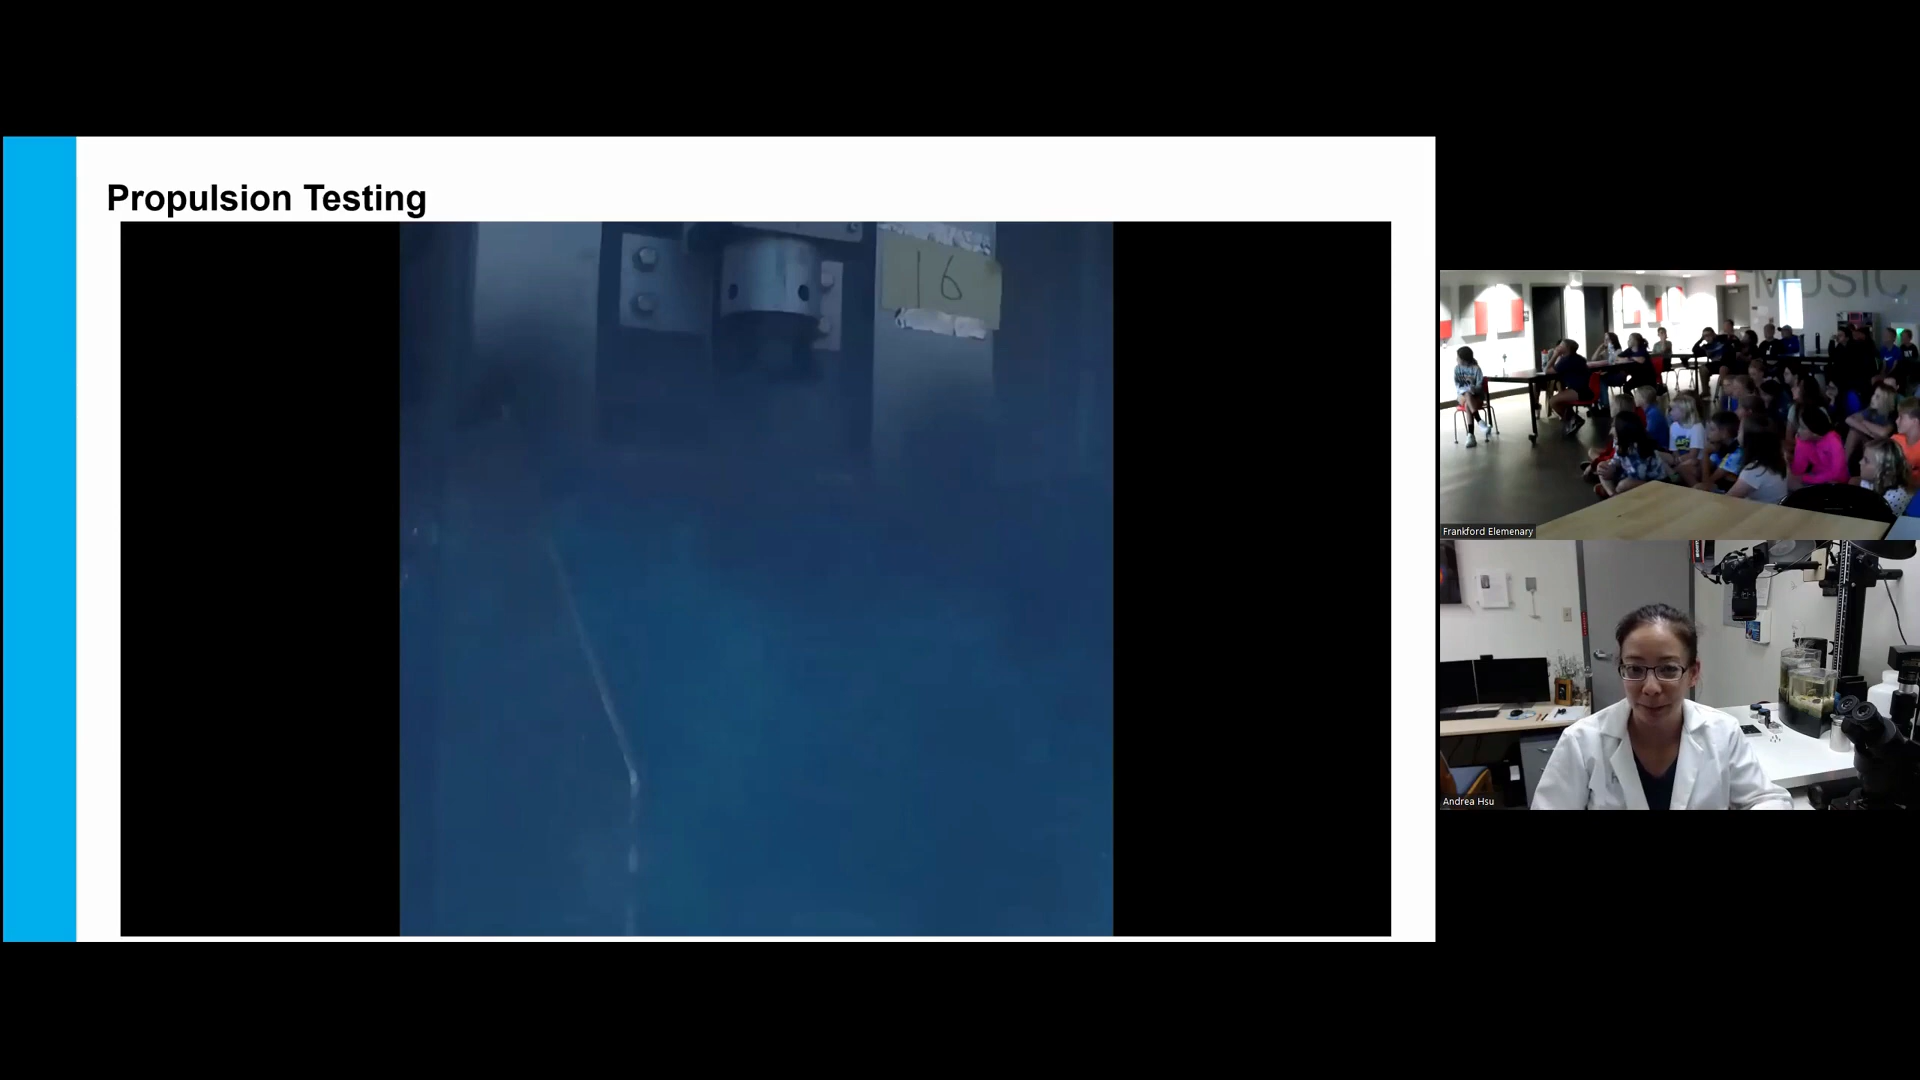 Propulsion Testing
16
MUSIC
Frankford Elemenary
Andrea Hsu